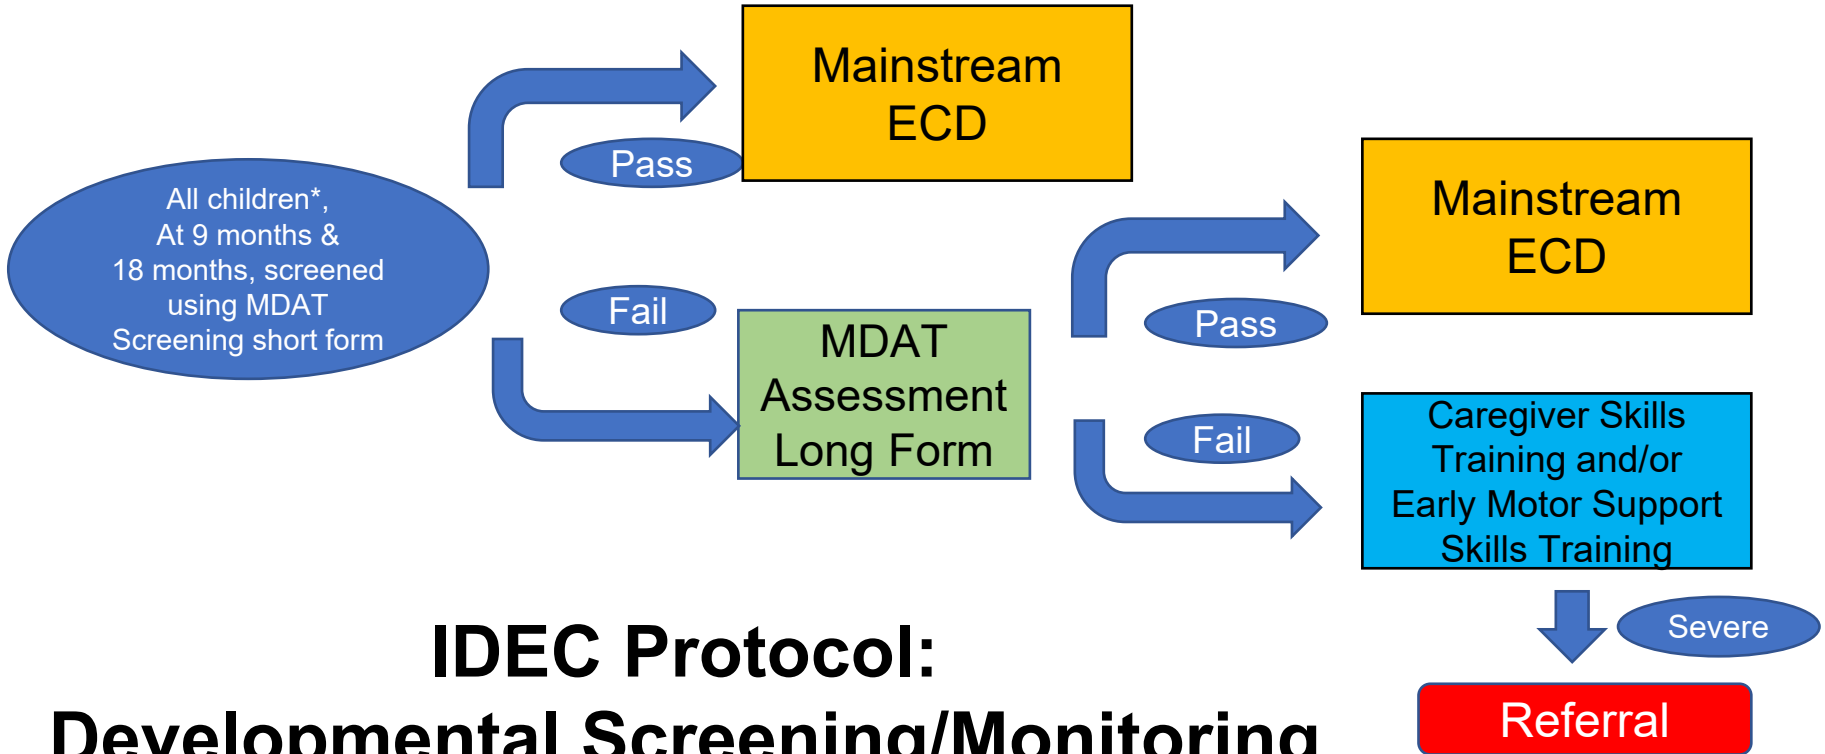 All children*,
At 9 months &
18 months, screened
using MDAT
Screening short form
Pass
Mainstream
ECD
Fail
MDAT
Assessment
Long Form
Pass
Mainstream
ECD
Fail
Caregiver Skills
Training and/or
Early Motor Support
Skills Training
Severe
Referral
IDEC Protocol:
Developmental Screening/Monitoring